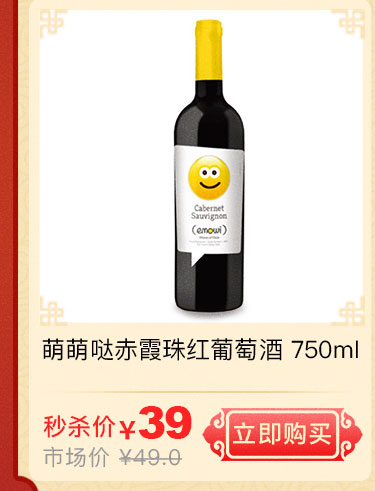 Cabernet
Sauvignon
(emowi)
萌萌哒赤霞珠红葡萄酒 750ml
秒杀价¥39
立即购买
市场价 ¥49.0